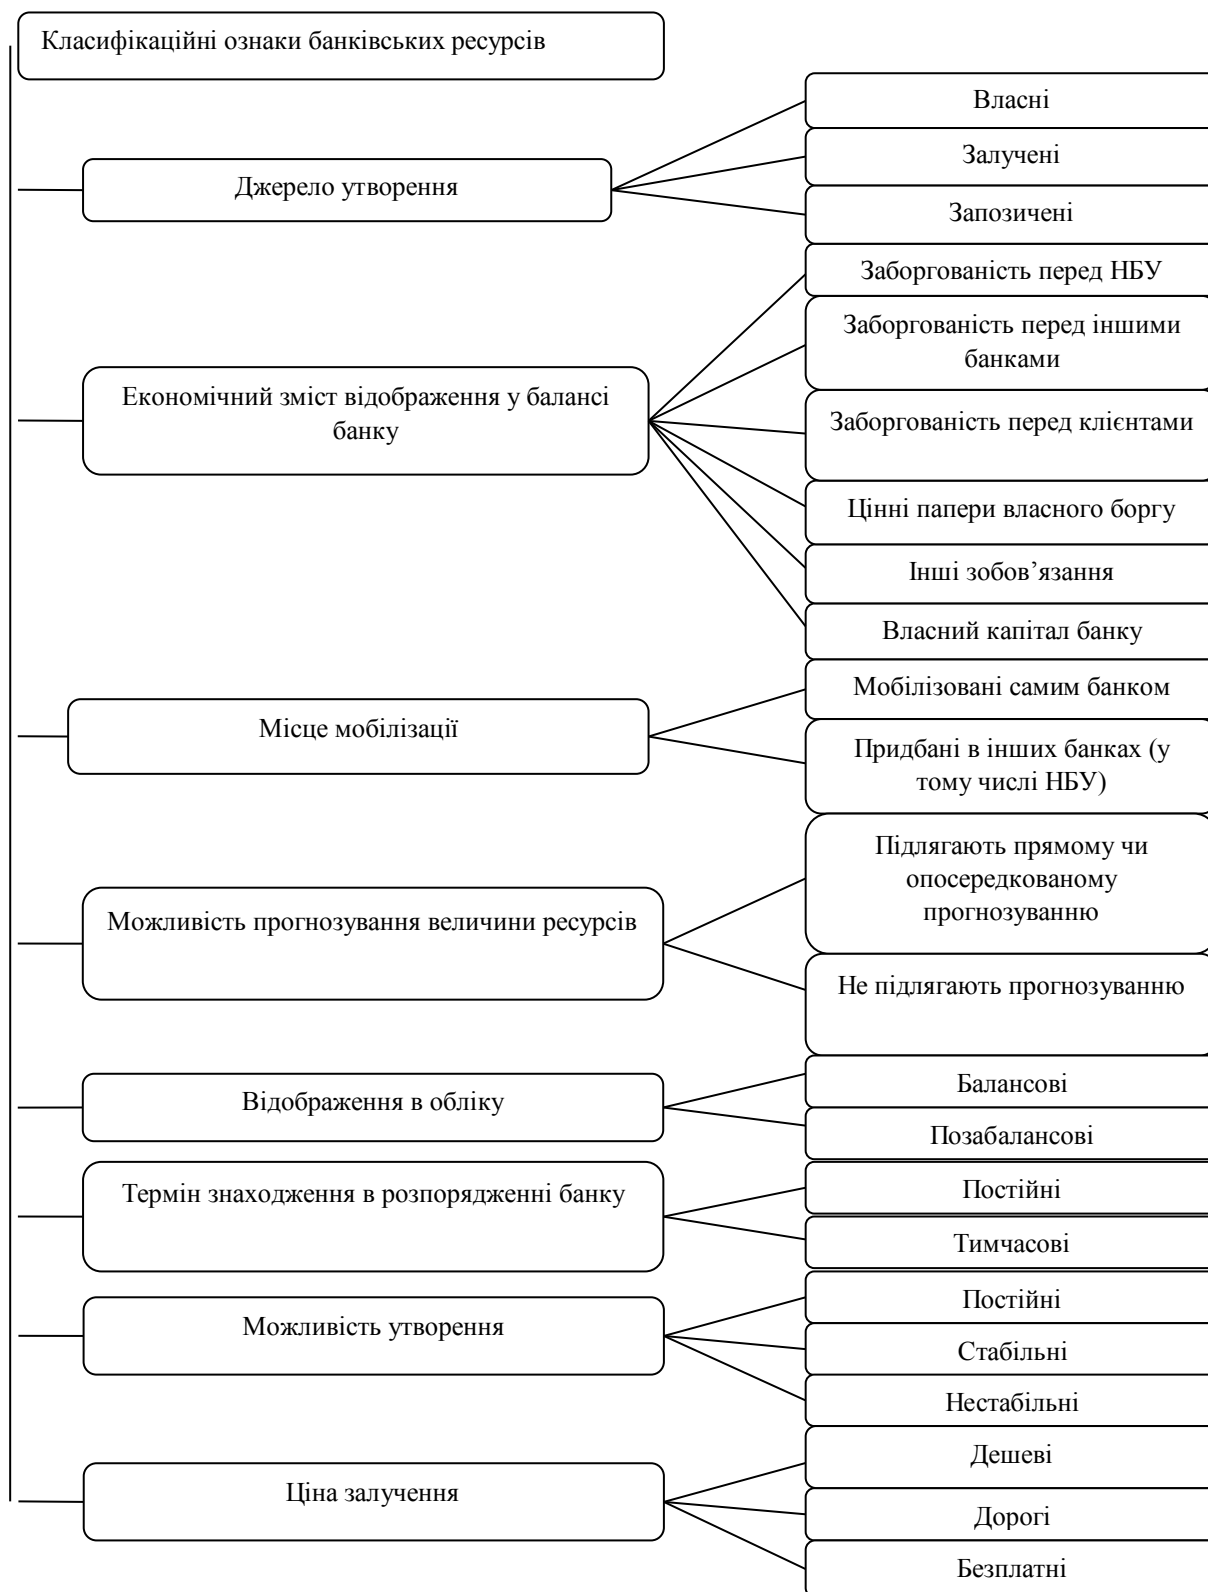 Класифікаційні ознаки банківських ресурсів
Джерело утворення
Власні
Залучені
Запозичені
Економічний зміст відображення у балансі
банку
Заборгованість перед НБУ
Заборгованість перед іншими
банками
Заборгованість перед клієнтами
Цінні папери власного боргу
Інші зобов’язання
Власний капітал банку
Місце мобілізації
Мобілізовані самим банком
Придбані в інших банках (у
тому числі НБУ)
Можливість прогнозування величини ресурсів
Підлягають прямому чи
опосередкованому
прогнозуванню
Не підлягають прогнозуванню
Відображення в обліку
Балансові
Позабалансові
Термін знаходження в розпорядженні банку
Постійні
Тимчасові
Можливість утворення
Постійні
Стабільні
Нестабільні
Ціна залучення
Дешеві
Дорогі
Безплатні